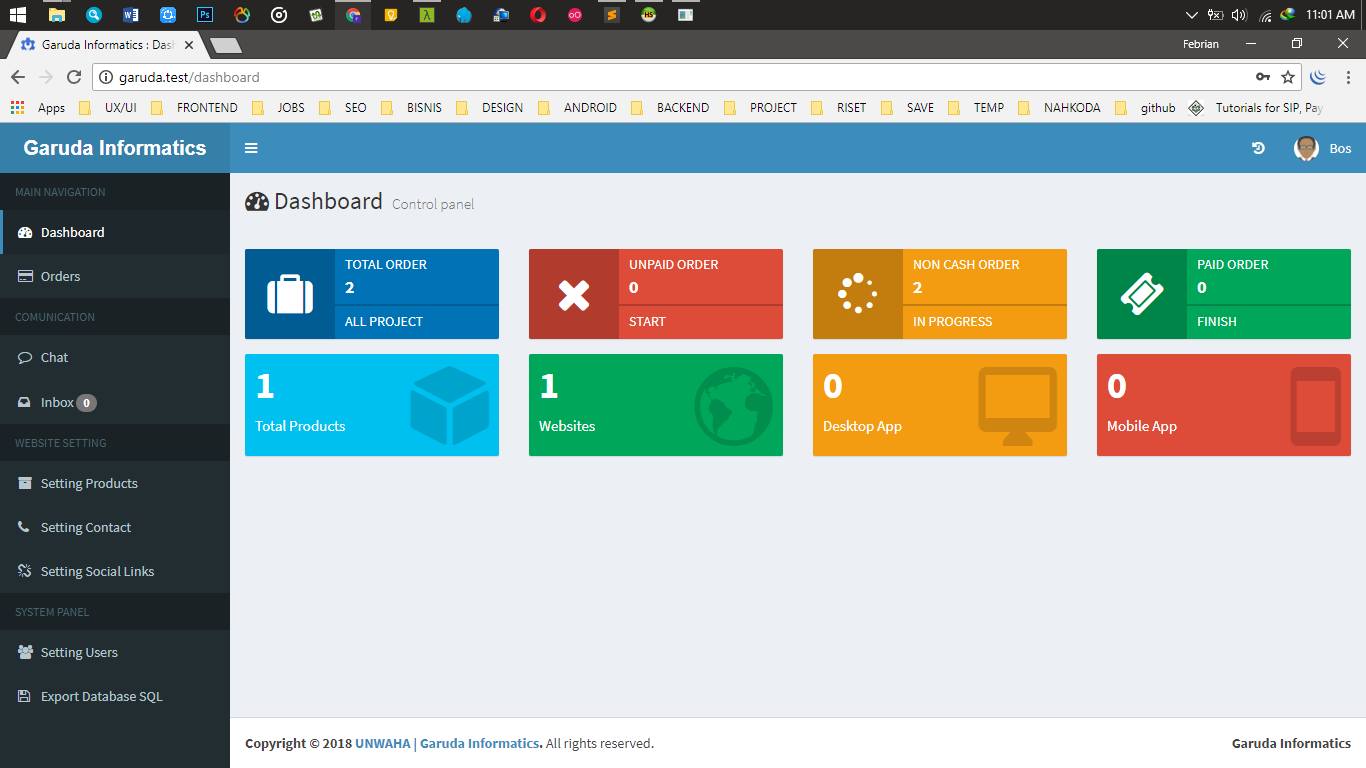 11:01 AM
Garuda Informatics : Das
Febrian
garuda.test/dashboard
Apps UX/UI FRONTEND JOBS SEO BISNIS DESIGN ANDROID BACKEND PROJECT RISET SAVE TEMP NAHKODA github Tutorials for SIP, Pay
Garuda Informatics
Bos
MAIN NAVIGATION
Dashboard
Orders
COMUNICATION
Chat
Inbox 0
WEBSITE SETTING
Setting Products
Setting Contact
Setting Social Links
SYSTEM PANEL
Setting Users
Export Database SQL
Dashboard Control panel
TOTAL ORDER
2
ALL PROJECT
UNPAID ORDER
0
START
NON CASH ORDER
2
IN PROGRESS
PAID ORDER
0
FINISH
1
Total Products
1
Websites
0
Desktop App
0
Mobile App
Copyright © 2018 UNWAHA | Garuda Informatics. All rights reserved.
Garuda Informatics